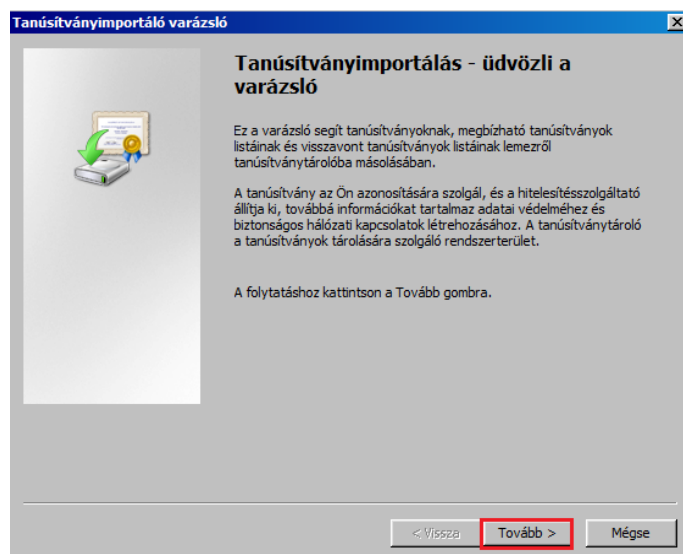 Tanúsítványimportáló varázsló
Tanúsítványimportálás - üdvözli a
varázsló
Ez a varázsló segít tanúsítványoknak, megbízható tanúsítványok
listáinak és visszavont tanúsítványok listáinak lemezről
tanúsítványtárolóba másolásában.
A tanúsítvány az Ön azonosítására szolgál, és a hitelesítésszolgáltató
állítja ki, továbbá információkat tartalmaz adatai védelméhez és
biztonságos hálózati kapcsolatok létrehozásához. A tanúsítványtároló
a tanúsítványok tárolására szolgáló rendszerterület.
A folytatáshoz kattintson a Tovább gombra.
< Vissza Tovább > Mégse